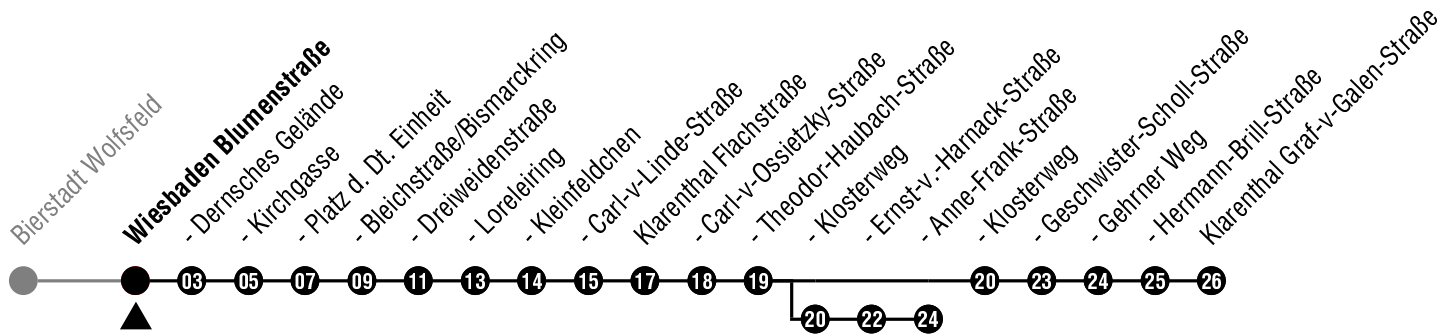 Bierstadt Wolfsfeld
Wiesbaden Blumenstraße
- Dernsches Gelände
- Kirchgasse
- Platz d. Dt. Einheit
- Bleichstraße/Bismarckring
- Dreiweidenstraße
- Loreleiring
- Kleinfeldchen
- Carl-v-Linde-Straße
Klarenthal Flachstraße
- Carl-v-Ossietzky-Straße
- Theodor-Haubach-Straße
- Klosterweg
- Ernst-v.-Harnack-Straße
- Anne-Frank-Straße
- Klosterweg
- Geschwister-Scholl-Straße
- Gehrner Weg
- Hermann-Brill-Straße
Klarenthal Graf-v-Galen-Straße
03 05 07 09 11 13 14 15 17 18 19 20 23 24 25 26
20 22 24